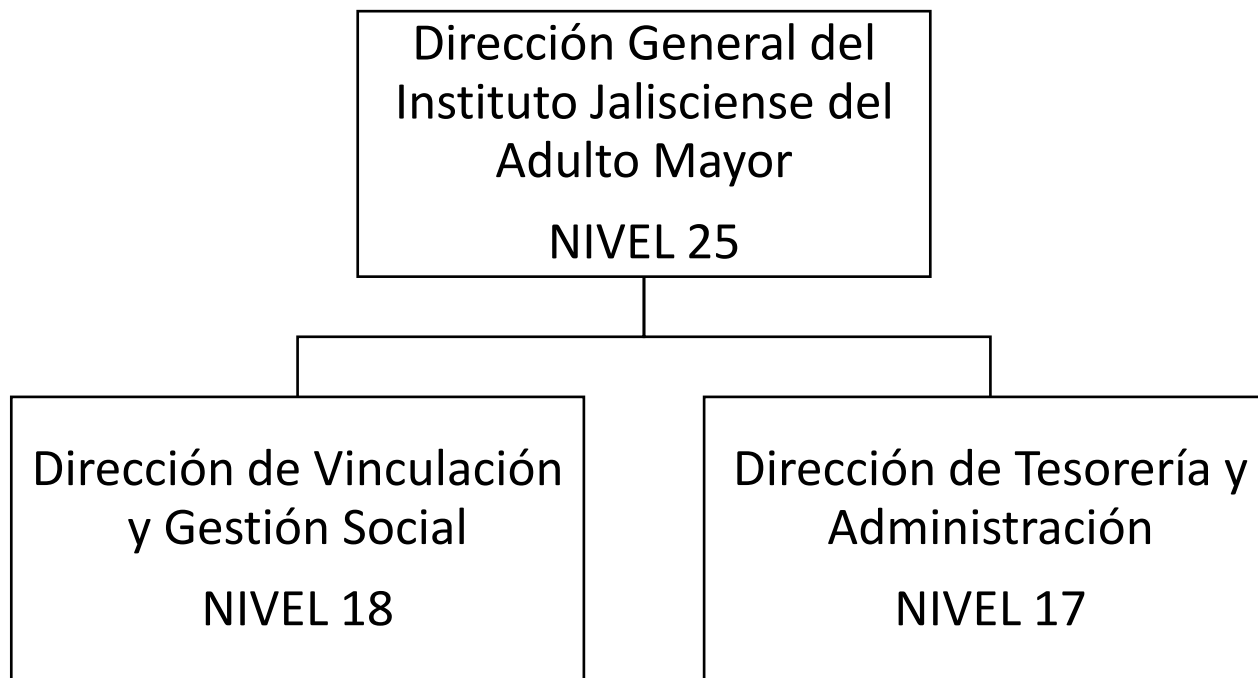 Dirección General del
Instituto Jalisciense del
Adulto Mayor
NIVEL 25
Dirección de Vinculación
y Gestión Social
NIVEL 18
Dirección de Tesorería y
Administración
NIVEL 17